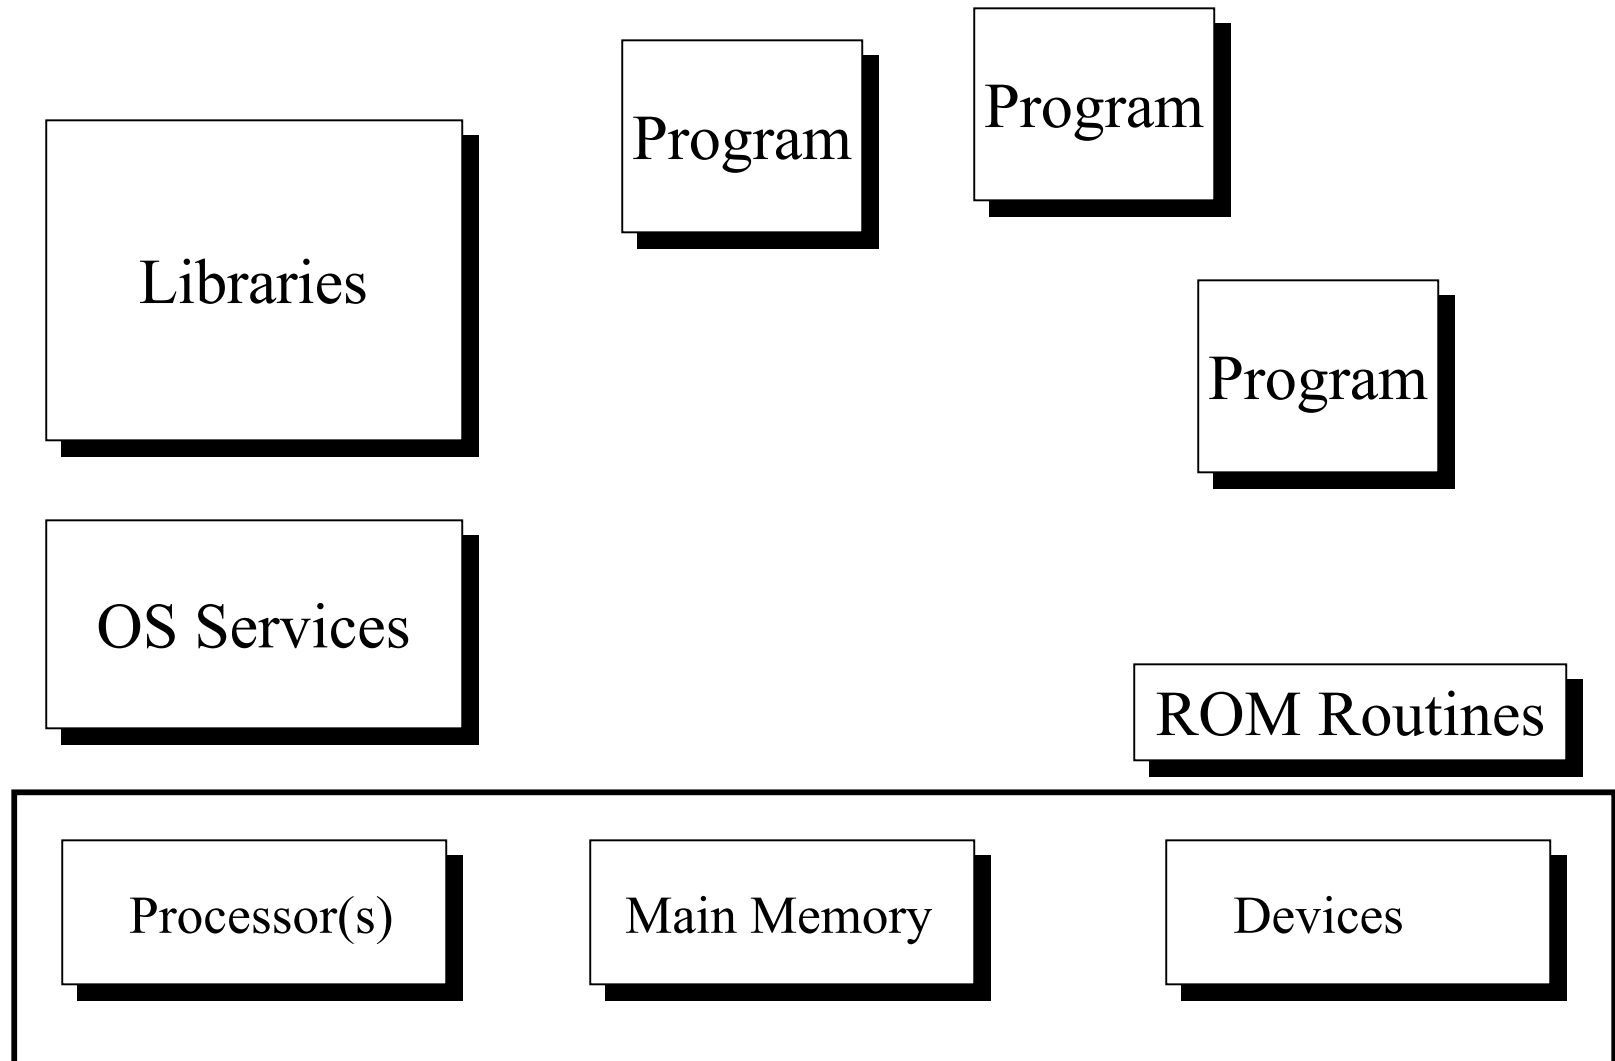 Program
Program
Libraries
Program
OS Services
ROM Routines
Processor(s)
Main Memory
Devices